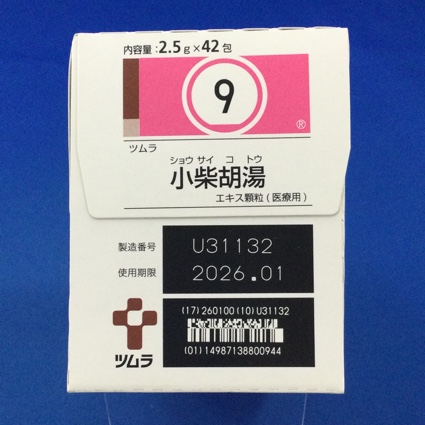 内容量:2.5g×42包
9
®
ツムラ
ショウ サイ コ トウ
小柴胡湯
エキス顆粒(医療用)
製造番号 U31132
使用期限 2026.01
(17)260100(10)U31132
(01)14987138800944
ツムラ